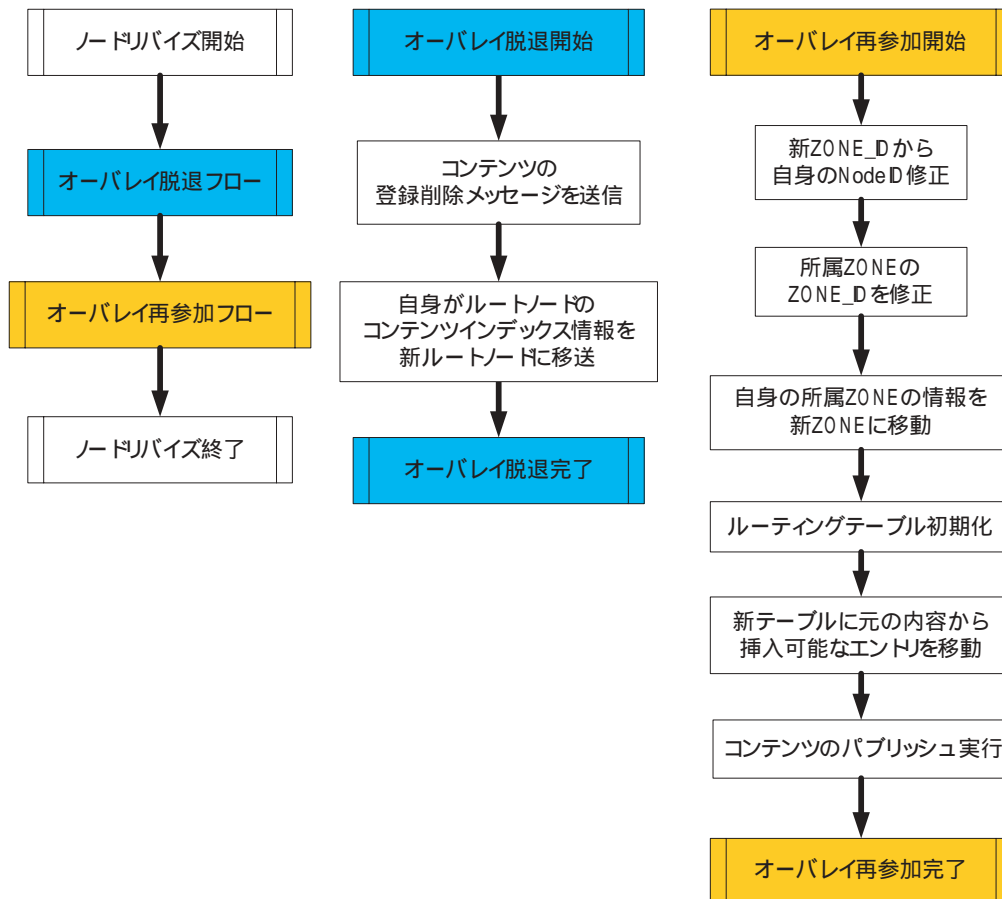 ノードリバイズ開始
オーバレイ脱退フロー
オーバレイ再参加フロー
ノードリバイズ終了
オーバレイ脱退開始
コンテンツの
登録削除メッセージを送信
自身がルートノードの
コンテンツインデックス情報を
新ルートノードに移送
オーバレイ脱退完了
オーバレイ再参加開始
新ZONE_IDから
自身のNodeID修正
所属ZONEの
ZONE_IDを修正
自身の所属ZONEの情報を
新ZONEに移動
ルーティングテーブル初期化
新テーブルに元の内容から
挿入可能なエントリを移動
コンテンツのパブリッシュ実行
オーバレイ再参加完了